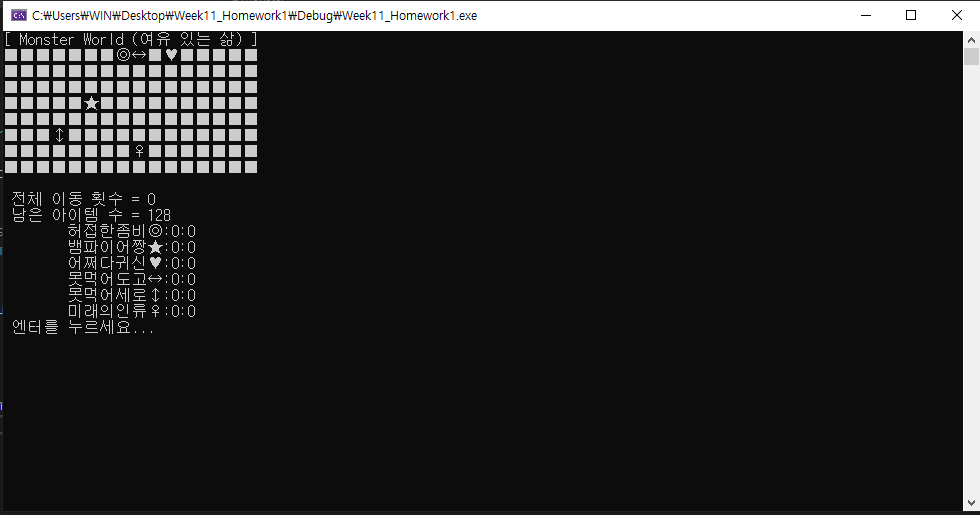 C:\Users\WIN\Desktop\Week11_Homework1\Debug\Week11_Homework1.exe
[ Monster World (여유 있는 삶) ]
■■■■■■■◎↔■♥■■■■■
■■■■■■■■■■■■■■■■
■■■■■■■■■■■■■■■■
■■■■■★■■■■■■■■■■
■■■■■■■■■■■■■■■■
■■■↕■■■■■■■■■■■■
■■■■■■■■♀■■■■■■■
■■■■■■■■■■■■■■■■
전체 이동 횟수 = 0
남은 아이템 수 = 128
허접한좀비◎:0:0
뱀파이어짱★:0:0
어쩌다귀신♥:0:0
못먹어도고↔:0:0
못먹어세로↕:0:0
미래의인류♀:0:0
엔터를 누르세요...